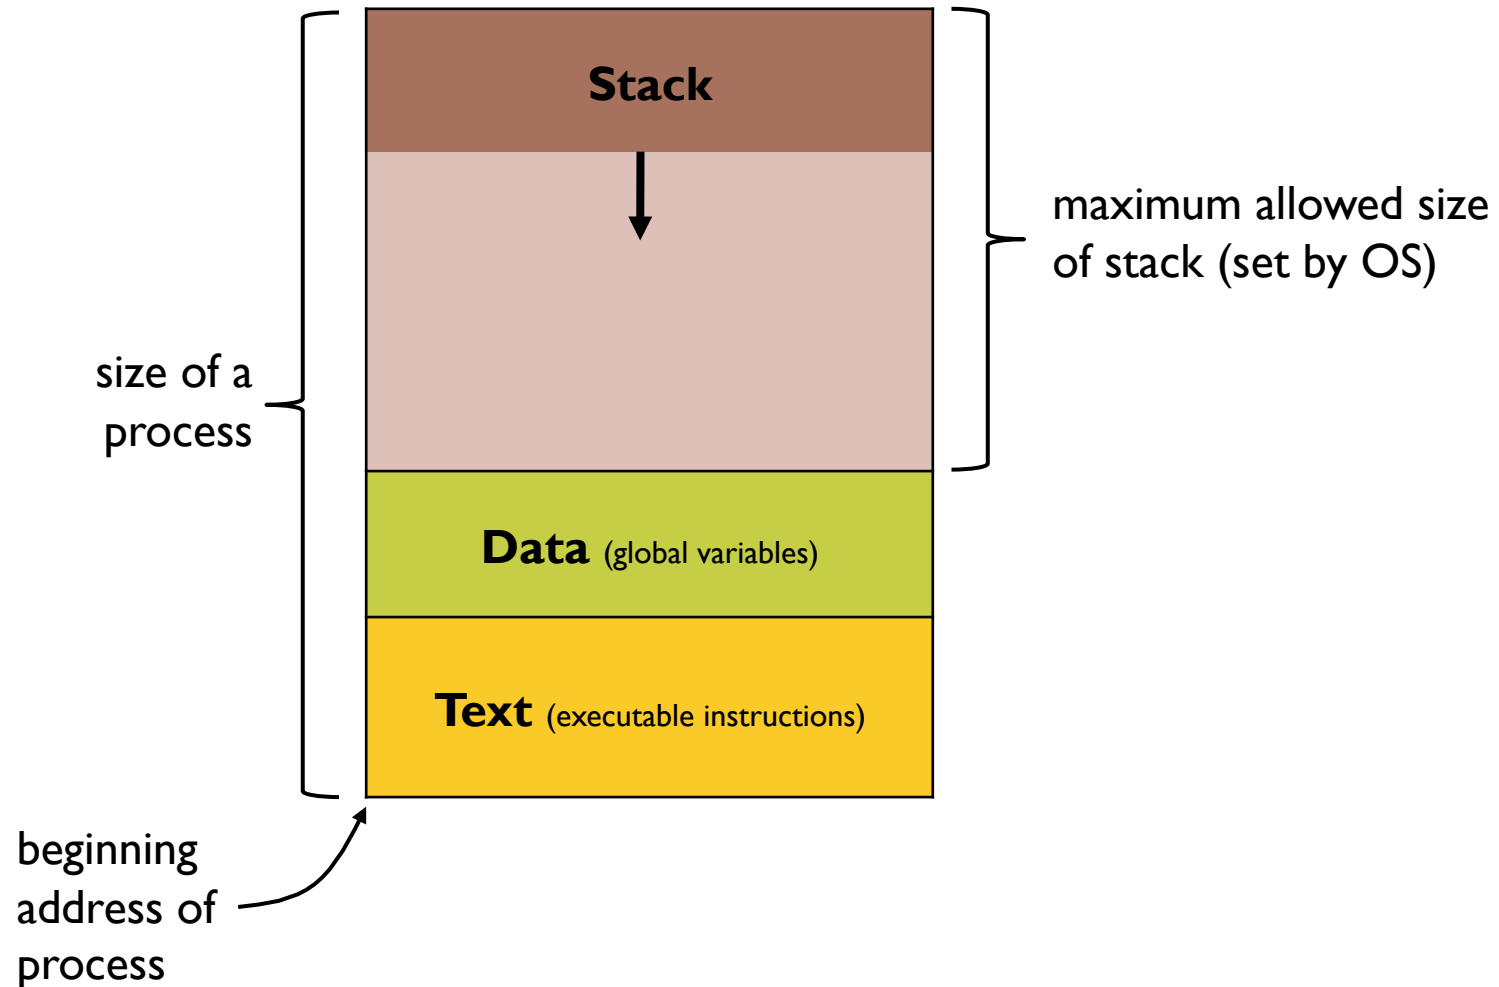 Stack
maximum allowed size
of stack (set by OS)
size of a
process
Data (global variables)
Text (executable instructions)
beginning
address of
process